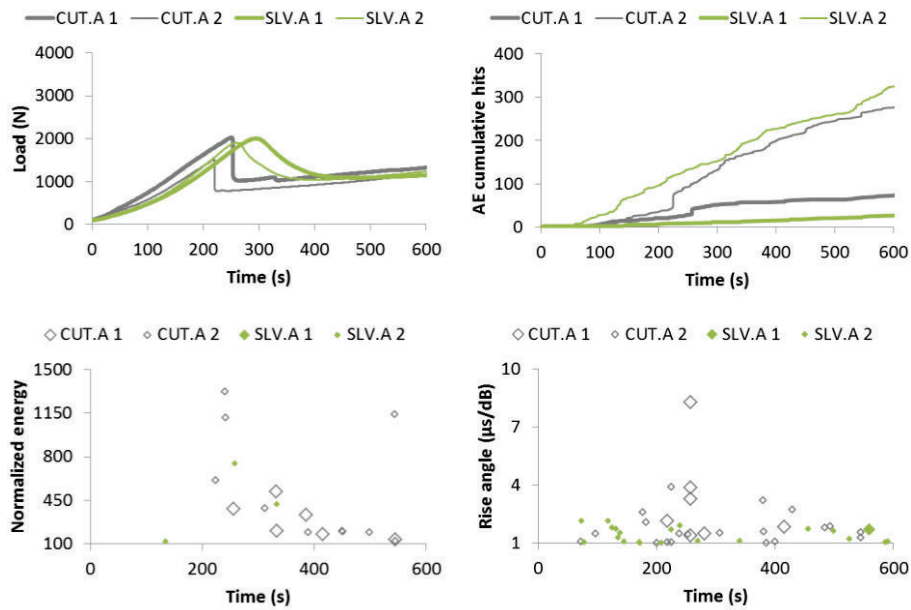 CUT.A 1 CUT.A 2 SLV.A 1 SLV.A 2
4000
3000
2000
1000
0
Load (N)
0 100 200 300 400 500 600
Time (s)
CUT.A 1 CUT.A 2 SLV.A 1 SLV.A 2
400
300
200
100
0
AE cumulative hits
0 100 200 300 400 500 600
Time (s)
CUT.A 1 CUT.A 2 SLV.A 1 SLV.A 2
1500
1150
800
450
100
Normalized energy
0 200 400 600
Time (s)
CUT.A 1 CUT.A 2 SLV.A 1 SLV.A 2
10
7
4
1
Rise angle (μs/dB)
0 200 400 600
Time (s)